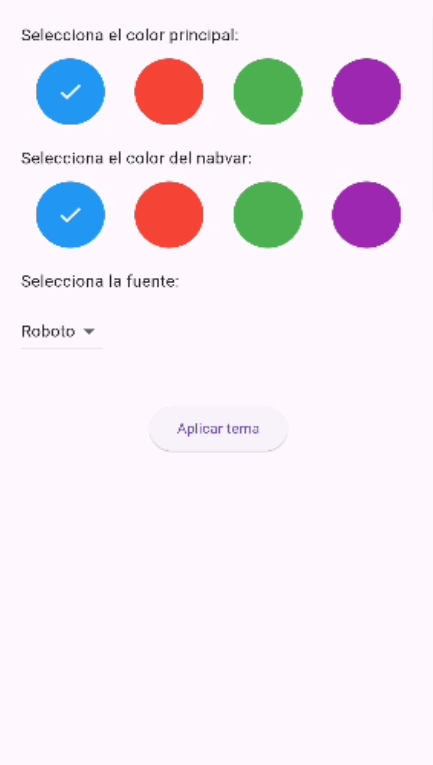 Selecciona el color principal:
Selecciona el color del nabvar:
Selecciona la fuente:
Roboto
Aplicar tema